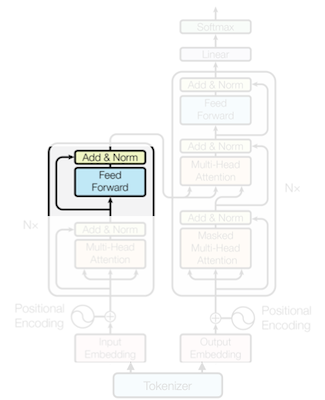 Softmax
Linear
Add & Norm
Feed
Forward
Add & Norm
Multi-Head
Attention
Nx
Add & Norm
Masked
Multi-Head
Attention
Add & Norm
Feed
Forward
Nx
Add & Norm
Multi-Head
Attention
Positional
Encoding
Positional
Encoding
Input
Embedding
Output
Embedding
Tokenizer